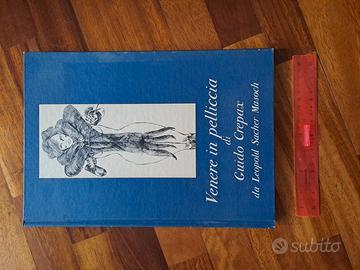 Venere in pelliccia
di
Guido Crepax
da Leopold Sacher Masoch
subito